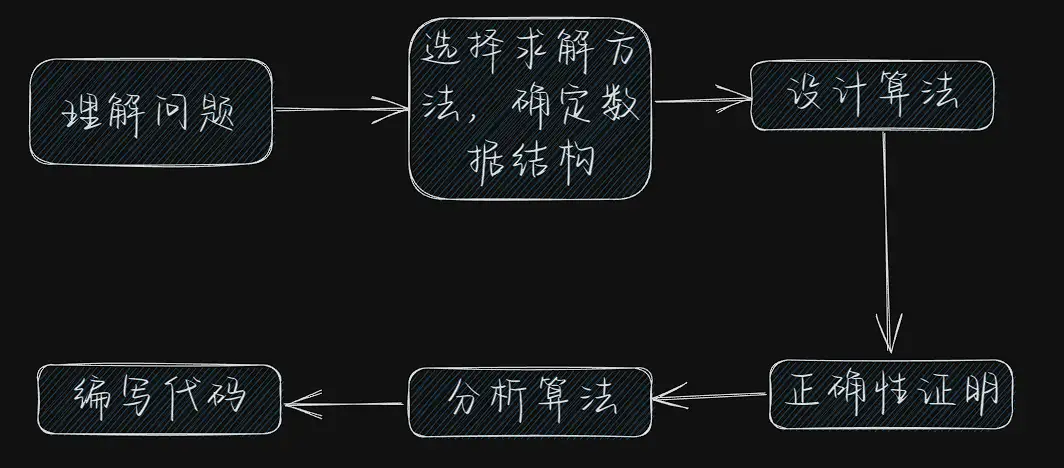 理解问题
选择求解方
法，确定数
据结构
设计算法
正确性证明
分析算法
编写代码